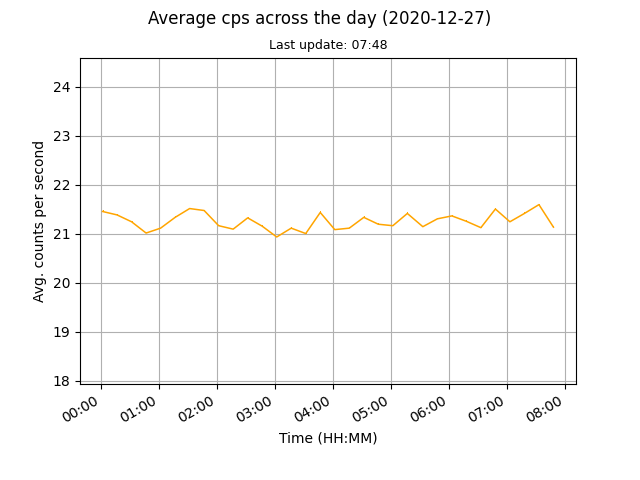 Average cps across the day (2020-12-27)
Last update: 07:48
24
23
22
21
20
19
18
Avg. counts per second
00:00 01:00 02:00 03:00 04:00 05:00 06:00 07:00 08:00
Time (HH:MM)